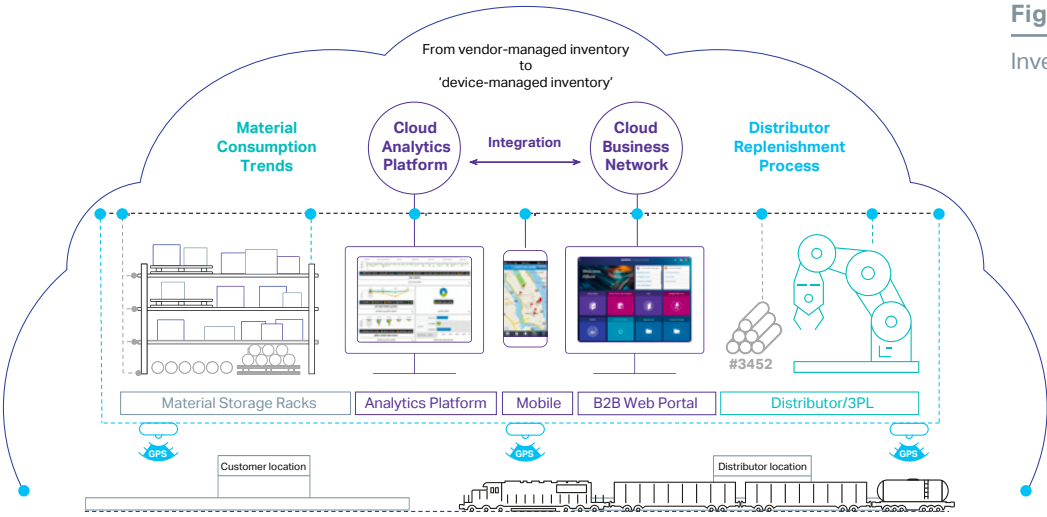 Fig
Inve
From vendor-managed inventory
to
‘device-managed inventory’
Material
Consumption
Trends
Cloud
Analytics
Platform
Integration
Cloud
Business
Network
Distributor
Replenishment
Process
Welcome,
#3452
Material Storage Racks
Analytics Platform
Mobile
B2B Web Portal
Distributor/3PL
GPS
GPS
GPS
Customer location
Distributor location